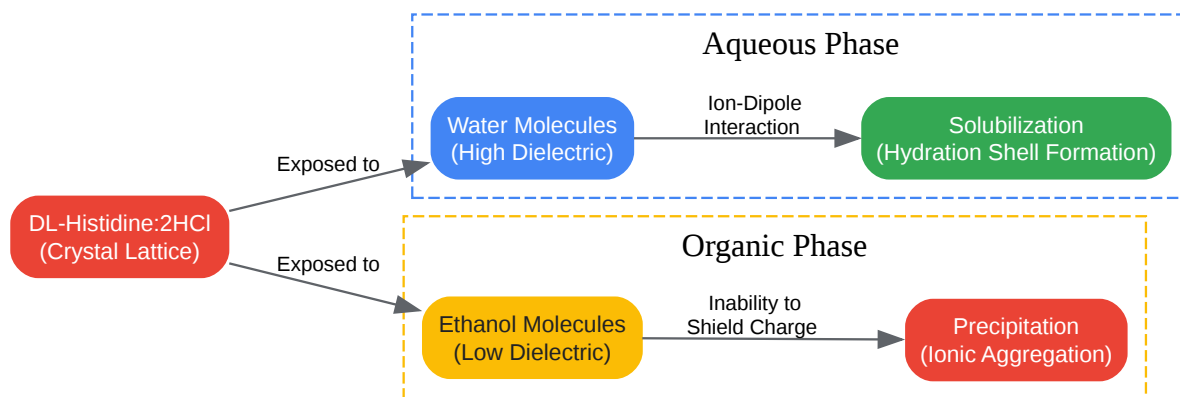 Aqueous Phase
Water Molecules
(High Dielectric)
Ion-Dipole
Interaction
Solubilization
(Hydration Shell Formation)
Exposed to
DL-Histidine:2HCl
(Crystal Lattice)
Exposed to
Organic Phase
Ethanol Molecules
(Low Dielectric)
Inability to
Shield Charge
Precipitation
(Ionic Aggregation)